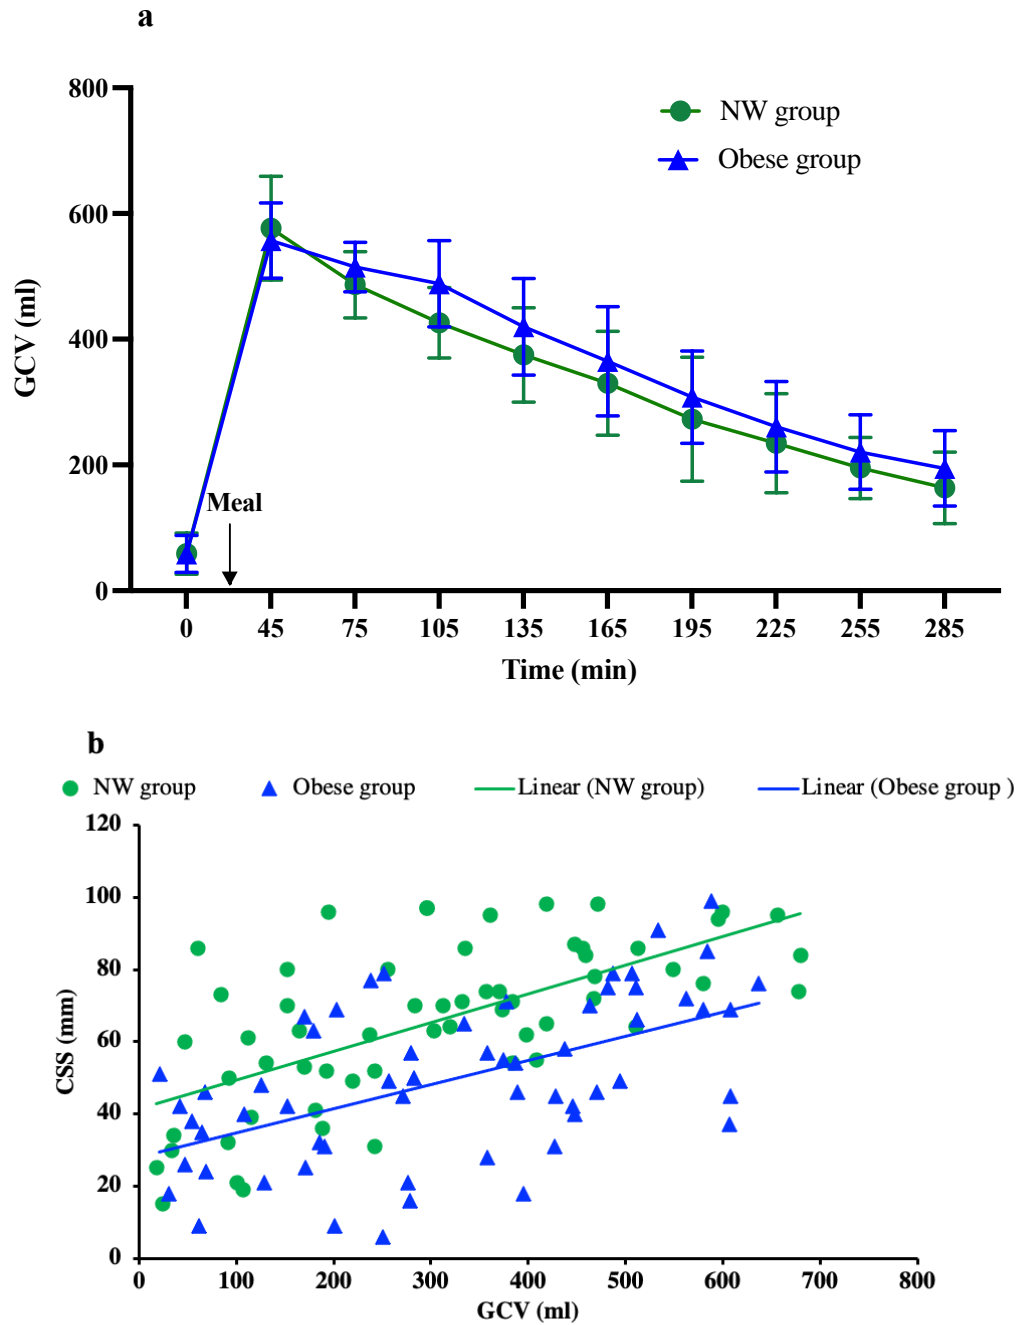 a
800
600
400
200
0
GCV (ml)
NW group
Obese group
Meal
0 45 75 105 135 165 195 225 255 285
Time (min)
b
NW group Obese group Linear (NW group) Linear (Obese group )
120
100
80
60
40
20
0
CSS (mm)
0 100 200 300 400 500 600 700 800
GCV (ml)